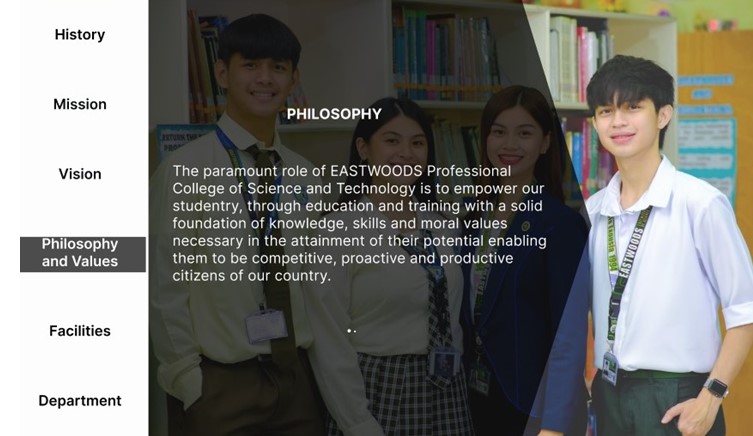 History
Mission
Vision
Philosophy
and Values
Facilities
Department
PHILOSOPHY
The paramount role of EASTWOODS Professional
College of Science and Technology is to empower our
studentry, through education and training with a solid
foundation of knowledge, skills and moral values
necessary in the attainment of their potential enabling
them to be competitive, proactive and productive
citizens of our country.
EASTWOODS